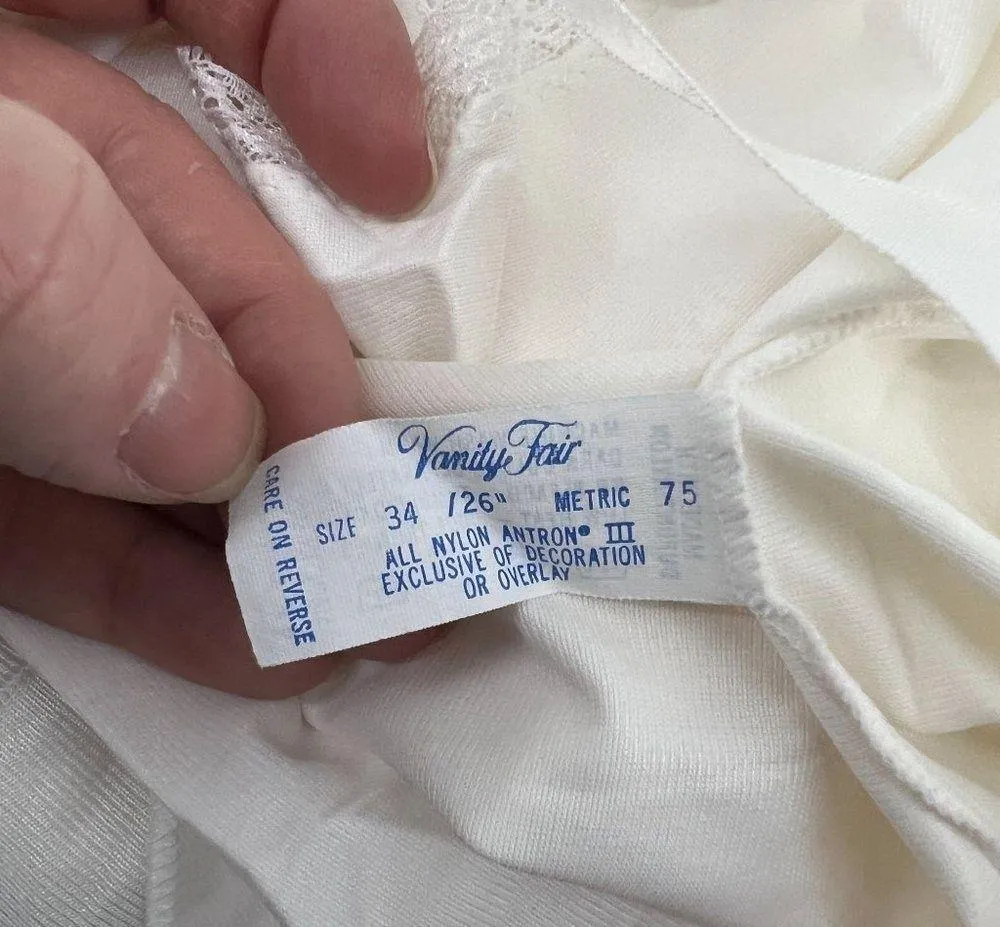 Vanity Fair
SIZE 34 /26" METRIC 75
ALL NYLON ANTRON® III
EXCLUSIVE OF DECORATION
OR OVERLAY
CARE ON REVERSE